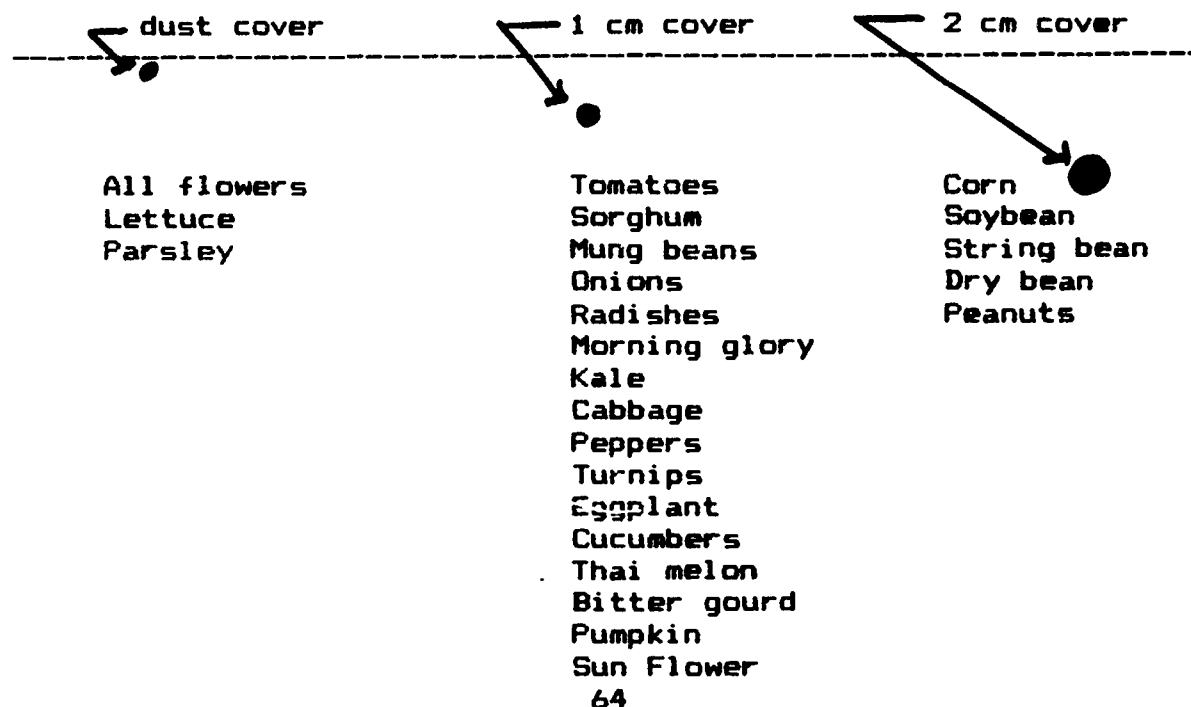 dust cover 1 cm cover 2 cm cover
All flowers Tomatoes Corn
Lettuce Sorghum Soybean
Parsley Mung beans String bean
Onions Dry bean
Radishes Peanuts
Morning glory
Kale
Cabbage
Peppers
Turnips
Eggplant
Cucumbers
Thai melon
Bitter gourd
Pumpkin
Sun Flower
64